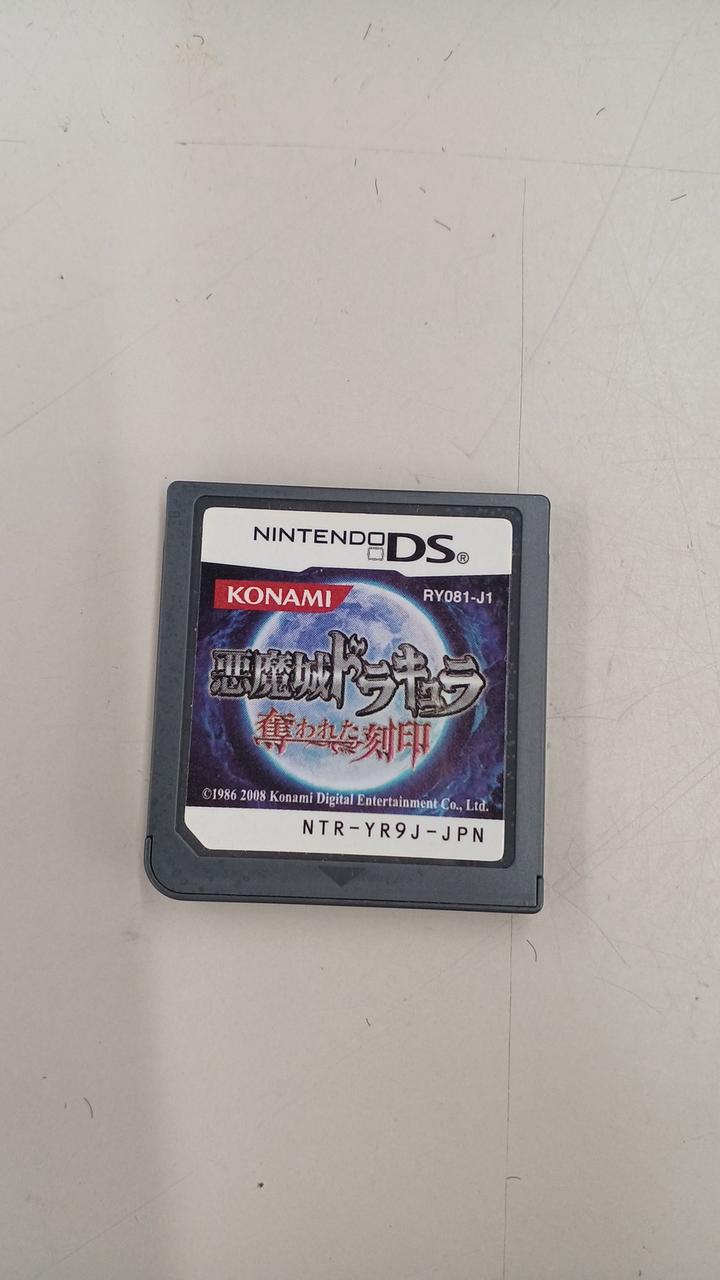 NINTENDO DS®
KONAMI
RY081-J1
悪魔城ドラキュラ
奪われた刻印
©1986 2008 Konami Digital Entertainment Co., Ltd.
NTR-YR9J-JPN